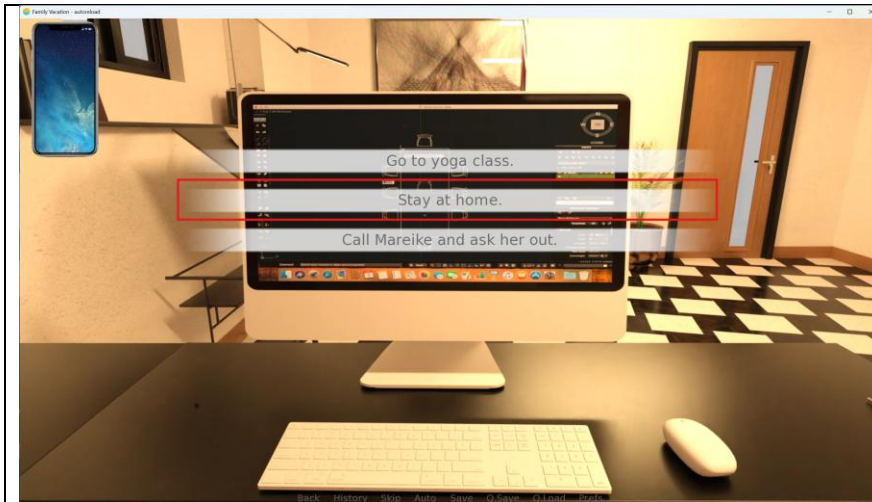 Family Vacation - autoreload
Go to yoga class.
Stay at home.
Call Mareike and ask her out.
Back History Skip Auto Save Q.Save Q.Load Prefs